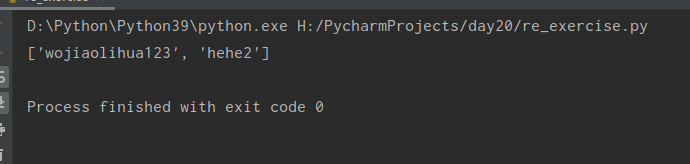 D:\Python\Python39\python.exe H:/PycharmProjects/day20/re_exercise.py
['wojiaolihua123', 'hehe2']
Process finished with exit code 0